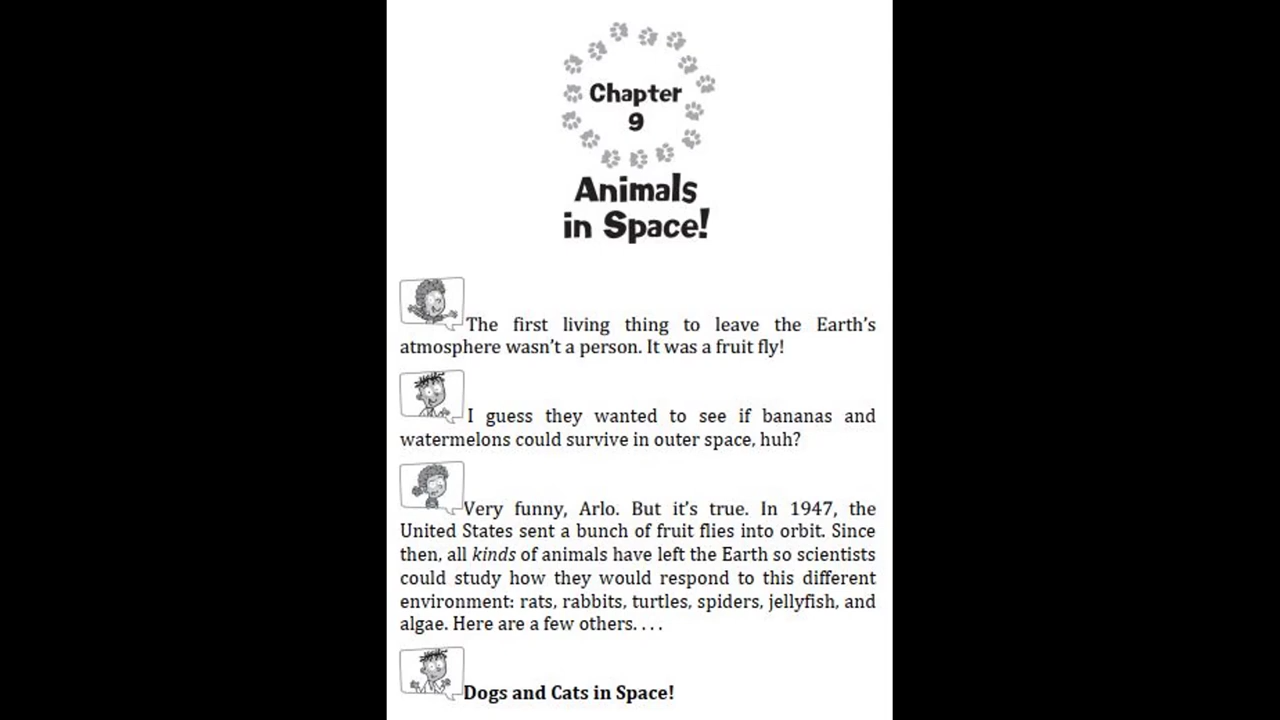 Chapter
9
Animals
in Space!
The first living thing to leave the Earth’s
atmosphere wasn’t a person. It was a fruit fly!
I guess they wanted to see if bananas and
watermelons could survive in outer space, huh?
Very funny, Arlo. But it’s true. In 1947, the
United States sent a bunch of fruit flies into orbit. Since
then, all kinds of animals have left the Earth so scientists
could study how they would respond to this different
environment: rats, rabbits, turtles, spiders, jellyfish, and
algae. Here are a few others. . . .
Dogs and Cats in Space!